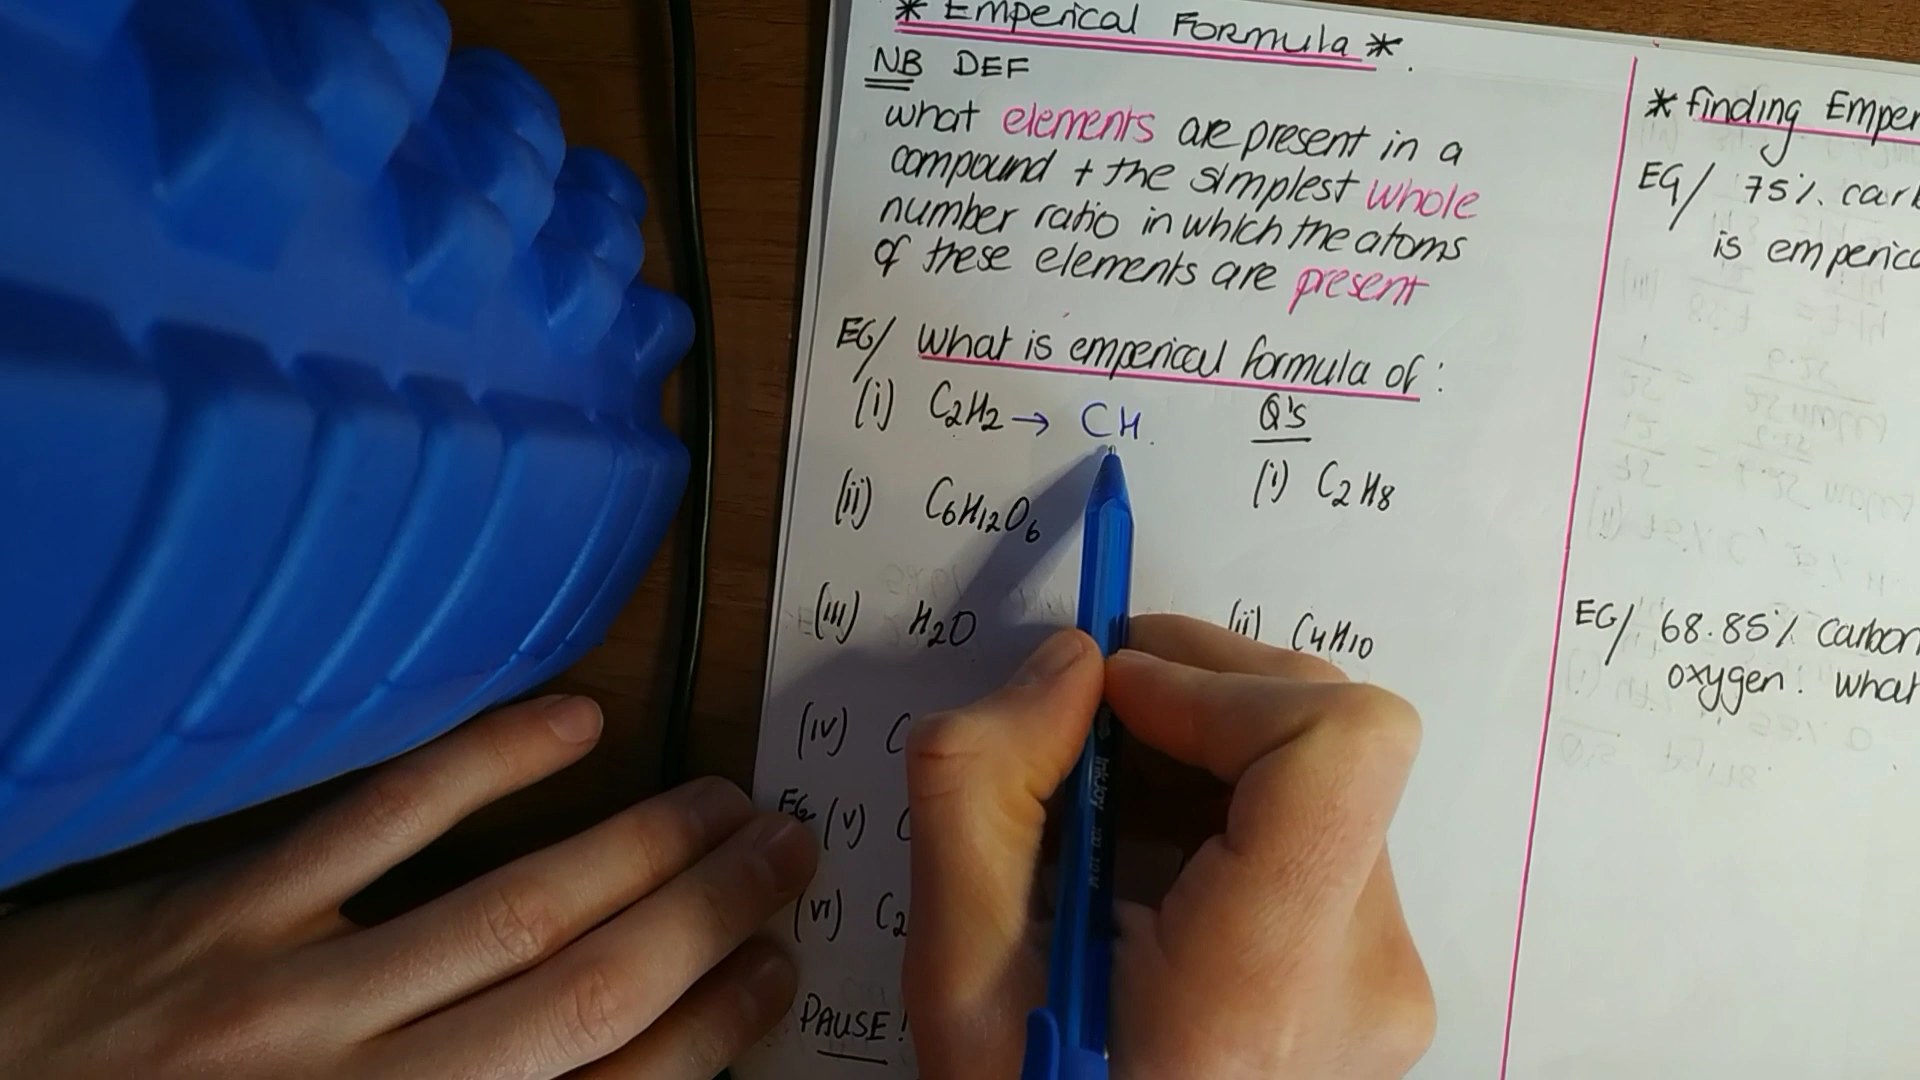 * Emperical Formula *.
NB DEF
what elements are present in a
compound + the simplest whole
number ratio in which the atoms
of these elements are present
EG/ What is emperical formula of :
(i) C2H2 → CH.
(ii) C6H12O6
(iii) H2O
(iv) C
EG (v) C
(vi) C2
PAUSE!
Q's
(i) C2H8
(ii) C4H10
* finding Emper
EG/ 75% carb
is emperica
EG/ 68.85% carbon
oxygen! what
InkJoy